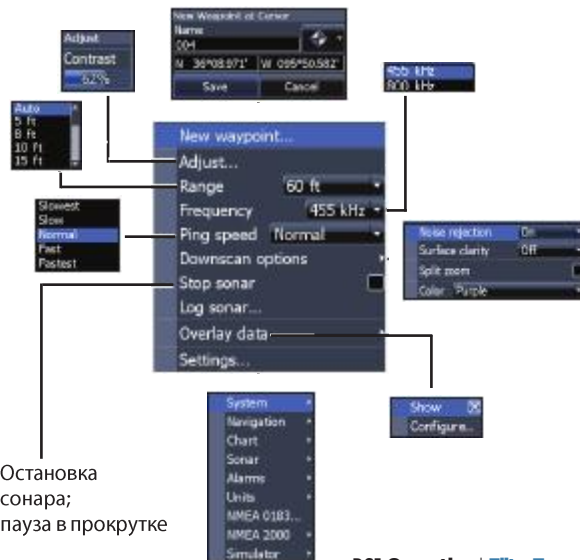 New Waypoint at Cursor
Name
004
N 36°08.971' W 095°50.582'
Save Cancel
Adjust
Contrast
62%
455 kHz
800 kHz
Auto
5 ft
8 ft
10 ft
15 ft
New waypoint...
Adjust...
Range 60 ft
Frequency 455 kHz
Ping speed Normal
Downscan options
Stop sonar
Log sonar...
Overlay data
Settings...
Slowest
Slow
Normal
Fast
Fastest
Noise rejection On
Surface clarity Off
Split zoom
Color Purple
System
Navigation
Chart
Sonar
Alarms
Units
NMEA 0183...
NMEA 2000
Simulator
Show
Configure...
Остановка
сонара;
пауза в прокрутке